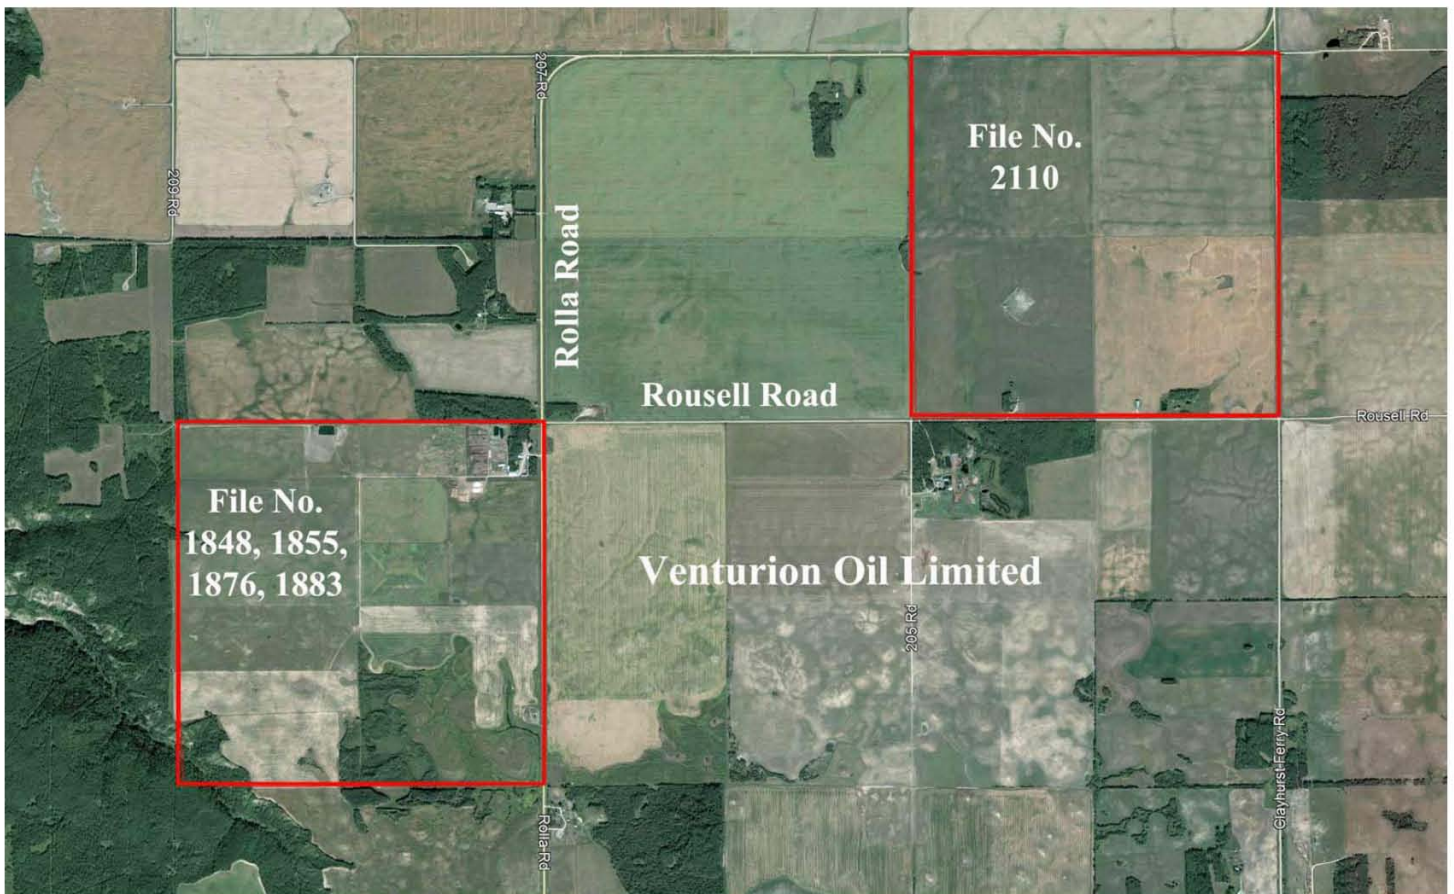 207 Rd
File No.
2110
209 Rd
Rolla Road
Rousell Road
Rousell Rd
File No.
1848, 1855,
1876, 1883
Venturion Oil Limited
205 Rd
Clayhurst Ferry Rd
Rolla Rd